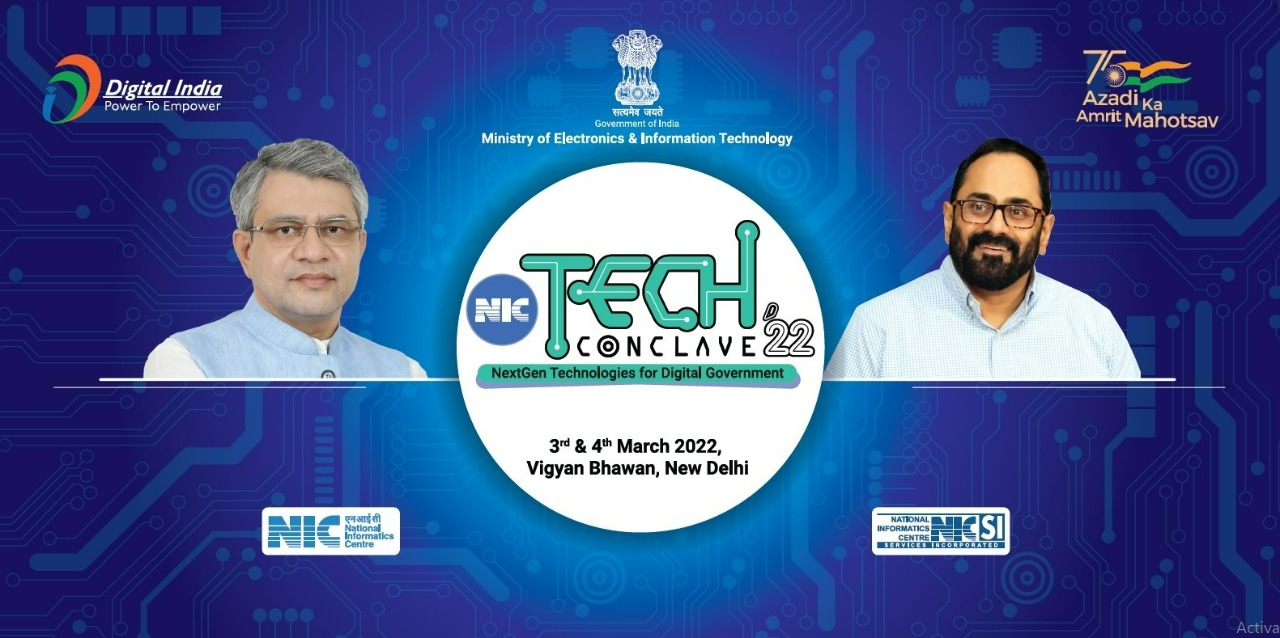 Digital India
Power To Empower
सत्यमेव जयते
Government of India
Ministry of Electronics & Information Technology
75
Azadi Ka
Amrit Mahotsav
NIC
TECH
CONCLAVE '22
NextGen Technologies for Digital Government
3rd & 4th March 2022,
Vigyan Bhawan, New Delhi
NIC
एनआईसी
National
Informatics
Centre
NATIONAL
INFORMATICS
CENTRE
NICSI
SERVICES INCORPORATED
Activa